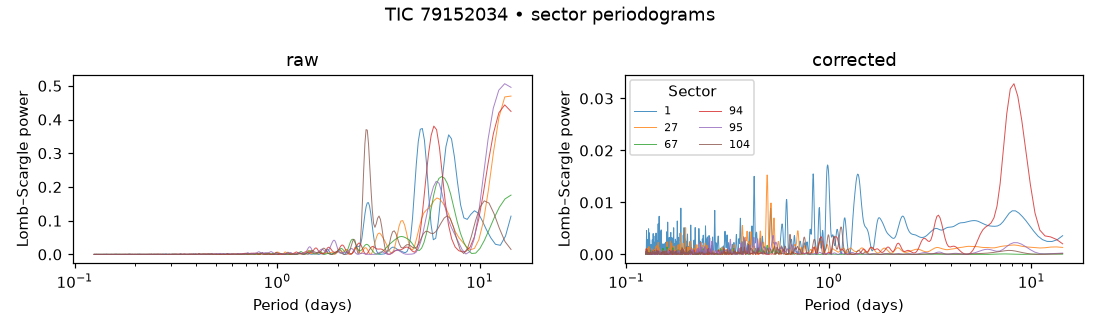 TIC 79152034 • sector periodograms
raw
corrected
Lomb–Scargle power
0.5
0.4
0.3
0.2
0.1
0.0
10⁻¹
10⁰
10¹
Period (days)
Lomb–Scargle power
0.03
0.02
0.01
0.00
Sector
1
27
67
94
95
104
10⁻¹
10⁰
10¹
Period (days)